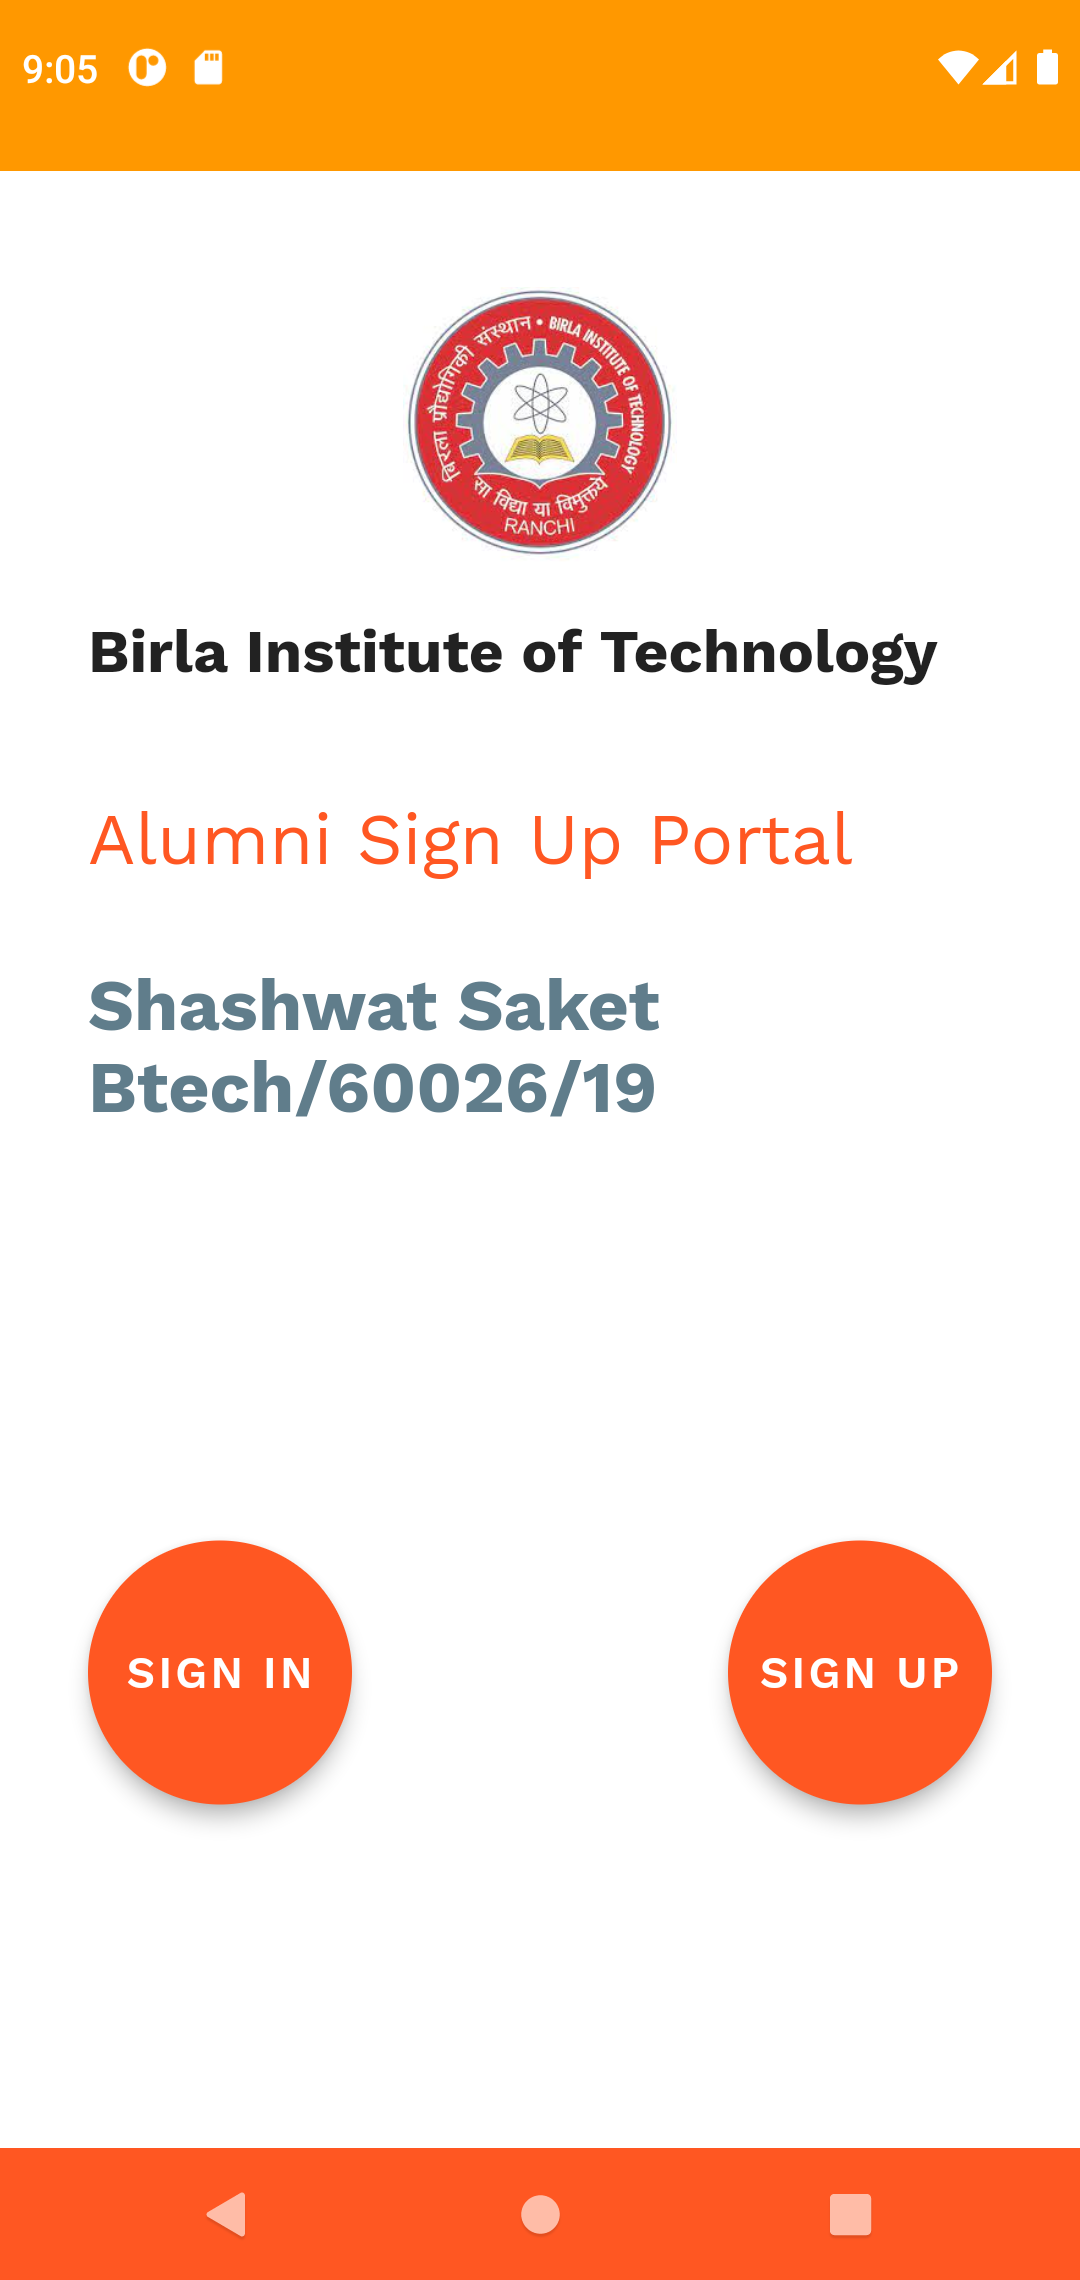 9:05
बिरला प्रौद्योगिकी संस्थान • BIRLA INSTITUTE OF TECHNOLOGY
सा विद्या या विमुक्तये
RANCHI
Birla Institute of Technology
Alumni Sign Up Portal
Shashwat Saket
Btech/60026/19
SIGN IN
SIGN UP